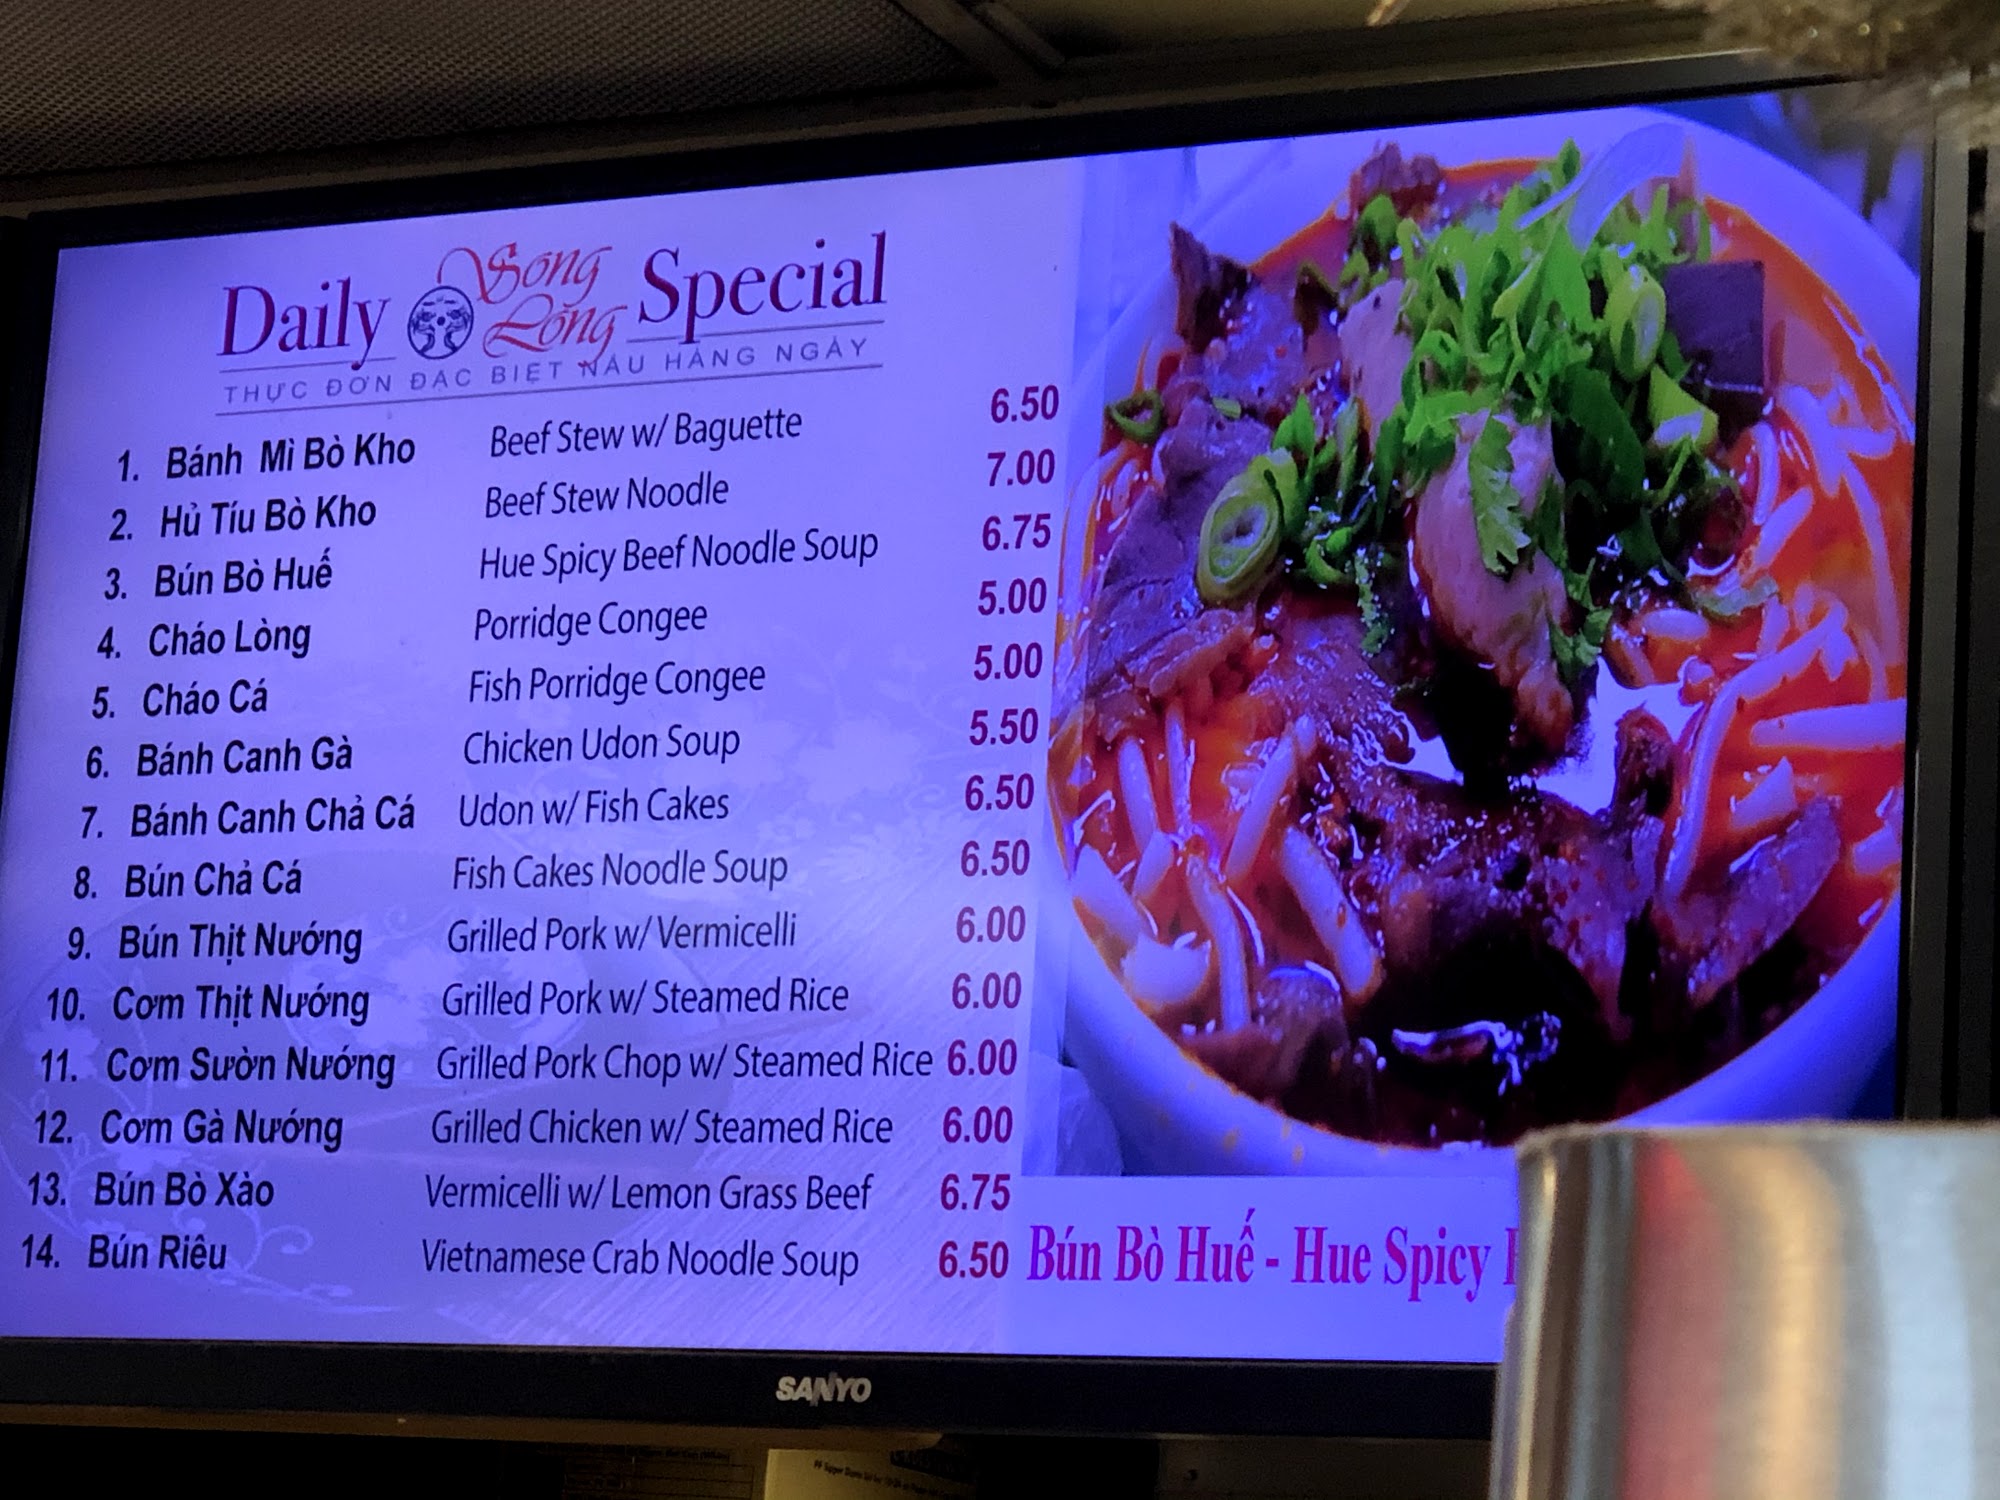 Daily Song Long Special
THỰC ĐƠN ĐẶC BIỆT NẤU HÀNG NGÀY
1. Bánh Mì Bò Kho Beef Stew w/ Baguette 6.50
2. Hủ Tíu Bò Kho Beef Stew Noodle 7.00
3. Bún Bò Huế Hue Spicy Beef Noodle Soup 6.75
4. Cháo Lòng Porridge Congee 5.00
5. Cháo Cá Fish Porridge Congee 5.00
6. Bánh Canh Gà Chicken Udon Soup 5.50
7. Bánh Canh Chả Cá Udon w/ Fish Cakes 6.50
8. Bún Chả Cá Fish Cakes Noodle Soup 6.50
9. Bún Thịt Nướng Grilled Pork w/ Vermicelli 6.00
10. Cơm Thịt Nướng Grilled Pork w/ Steamed Rice 6.00
11. Cơm Sườn Nướng Grilled Pork Chop w/ Steamed Rice 6.00
12. Cơm Gà Nướng Grilled Chicken w/ Steamed Rice 6.00
13. Bún Bò Xào Vermicelli w/ Lemon Grass Beef 6.75
14. Bún Riêu Vietnamese Crab Noodle Soup 6.50
Bún Bò Huế - Hue Spicy
SANYO